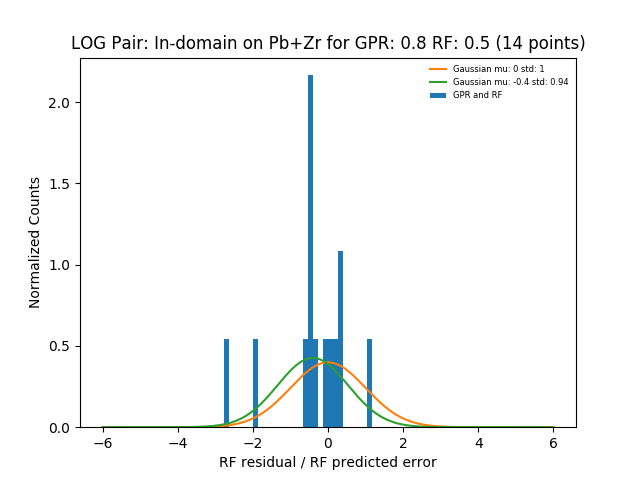 LOG Pair: In-domain on Pb+Zr for GPR: 0.8 RF: 0.5 (14 points)
Gaussian mu: 0 std: 1
Gaussian mu: -0.4 std: 0.94
GPR and RF
Normalized Counts
2.0
1.5
1.0
0.5
0.0
−6 −4 −2 0 2 4 6
RF residual / RF predicted error